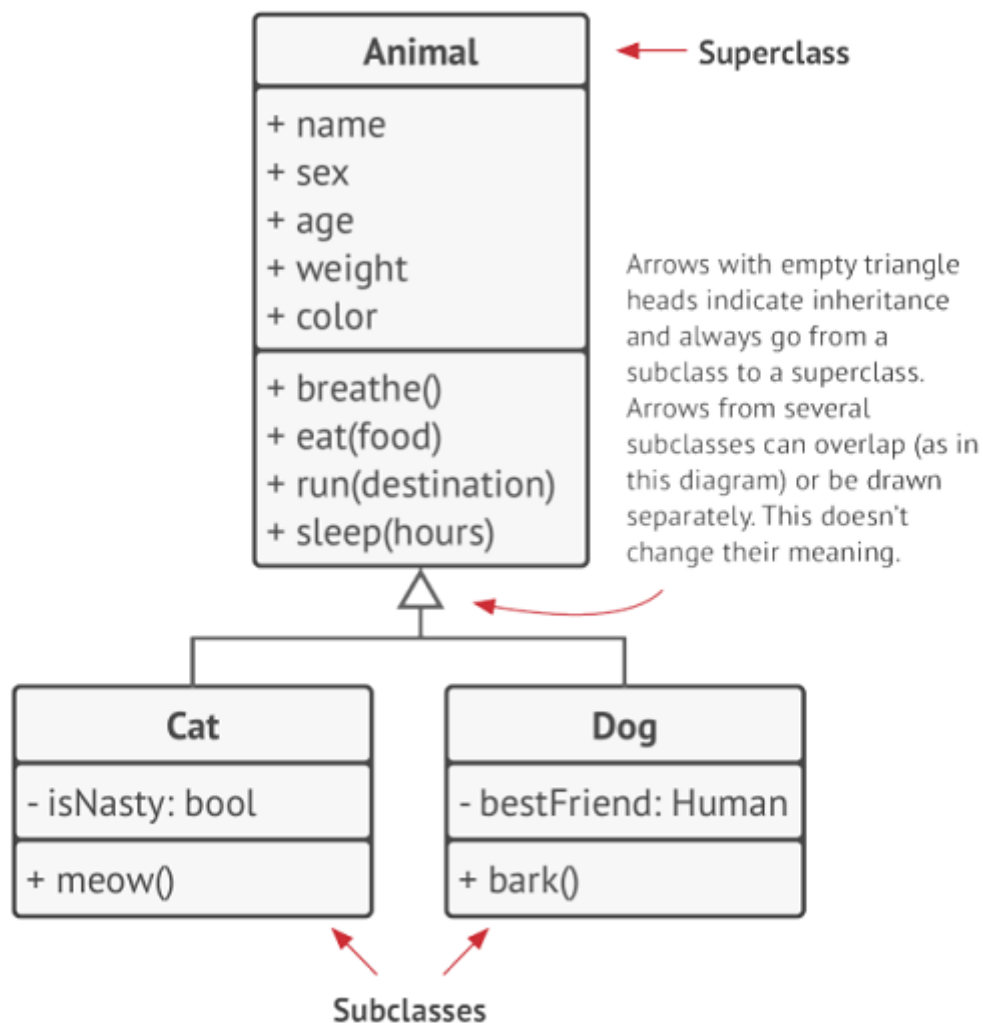 Animal
Superclass
+ name
+ sex
+ age
+ weight
+ color
+ breathe()
+ eat(food)
+ run(destination)
+ sleep(hours)
Arrows with empty triangle
heads indicate inheritance
and always go from a
subclass to a superclass.
Arrows from several
subclasses can overlap (as in
this diagram) or be drawn
separately. This doesn't
change their meaning.
Cat
- isNasty: bool
+ meow()
Dog
- bestFriend: Human
+ bark()
Subclasses